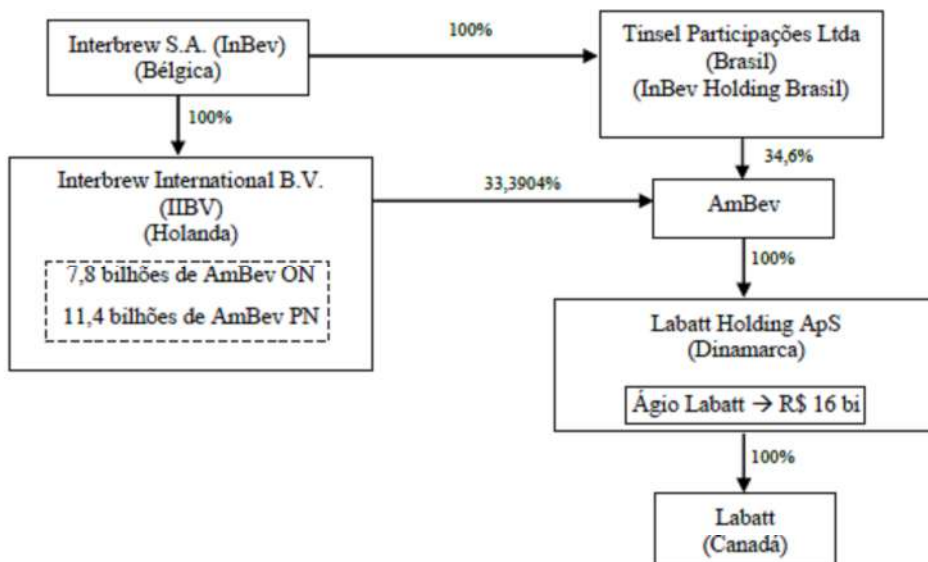 Interbrew S.A. (InBev)
(Bélgica)
100%
Tinsel Participações Ltda
(Brasil)
(InBev Holding Brasil)
100%
34,6%
Interbrew International B.V.
(IIBV)
(Holanda)
7,8 bilhões de AmBev ON
11,4 bilhões de AmBev PN
33,3904%
AmBev
100%
Labatt Holding ApS
(Dinamarca)
Ágio Labatt → R$ 16 bi
100%
Labatt
(Canadá)